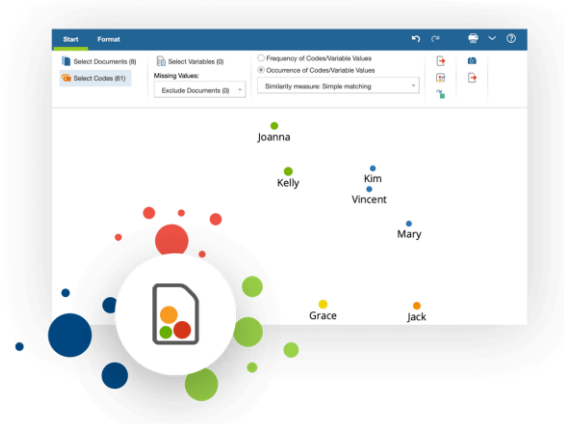 Start Format
Select Documents (8) Select Variables (0) Frequency of Codes/Variable Values
Select Codes (61) Missing Values: Occurrence of Codes/Variable Values
Exclude Documents (0) Similarity measure: Simple matching
Joanna
Kelly
Kim
Vincent
Mary
Grace
Jack